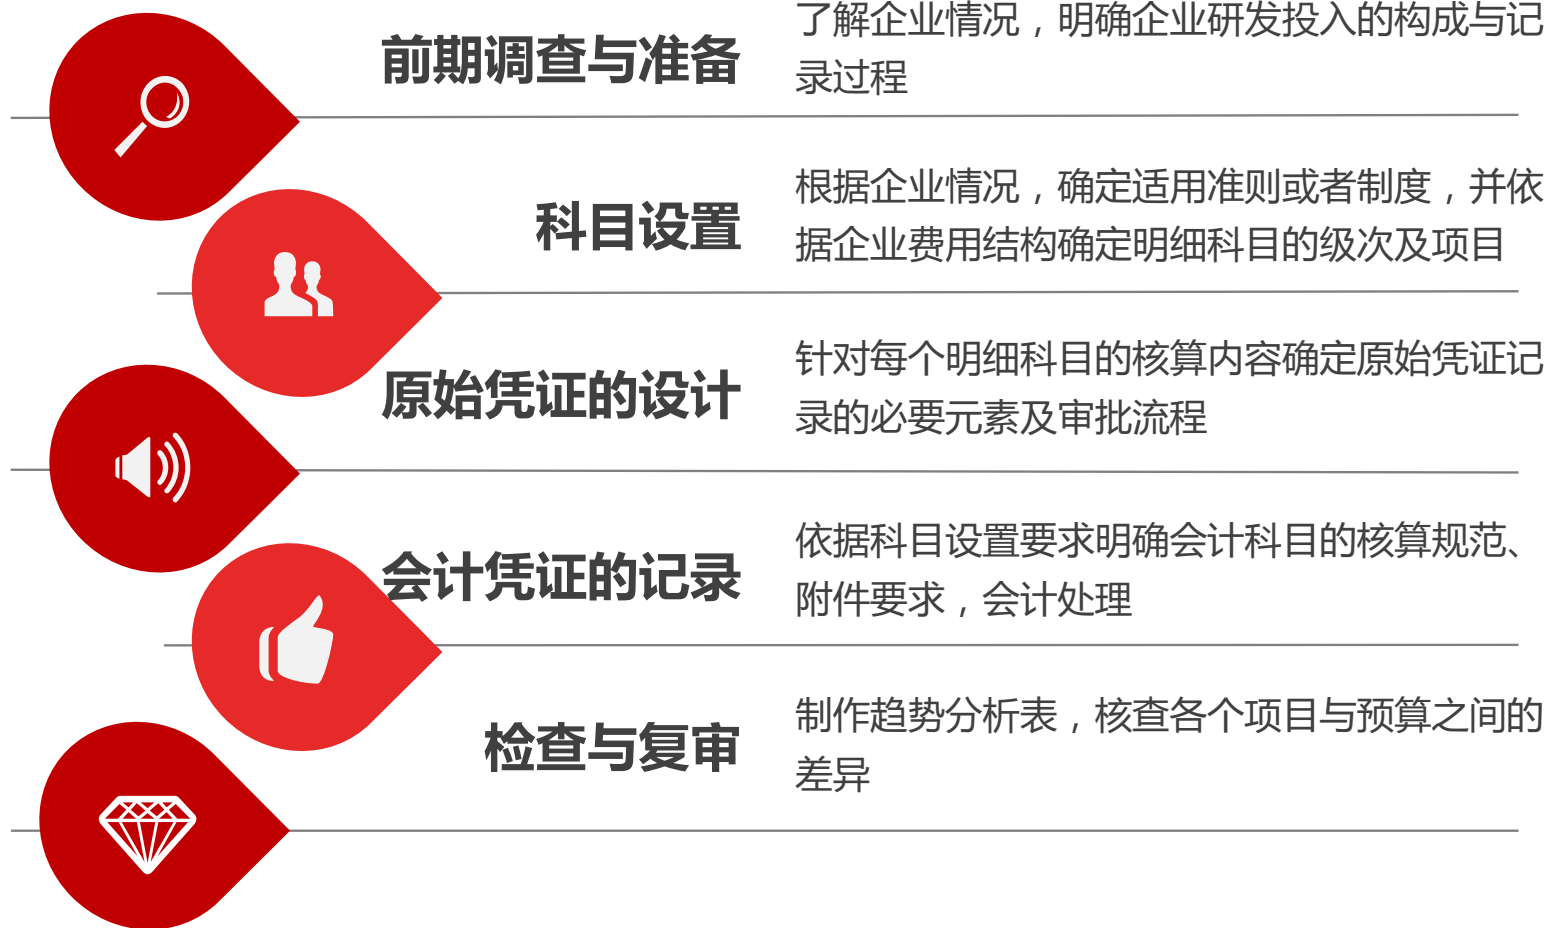 前期调查与准备
了解企业情况，明确企业研发投入的构成与记
录过程
科目设置
根据企业情况，确定适用准则或者制度，并依
据企业费用结构确定明细科目的级次及项目
原始凭证的设计
针对每个明细科目的核算内容确定原始凭证记
录的必要元素及审批流程
会计凭证的记录
依据科目设置要求明确会计科目的核算规范、
附件要求，会计处理
检查与复审
制作趋势分析表，核查各个项目与预算之间的
差异